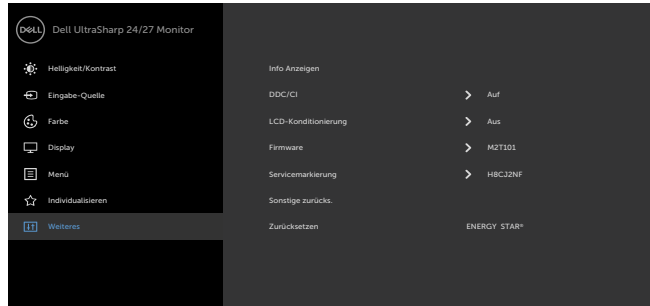 DELL Dell UltraSharp 24/27 Monitor
Helligkeit/Kontrast Info Anzeigen
Eingabe-Quelle DDC/CI Auf
Farbe LCD-Konditionierung Aus
Display Firmware M2T101
Menü Servicemarkierung H8CJ2NF
Individualisieren Sonstige zurücks.
Weiteres Zurücksetzen ENERGY STAR®